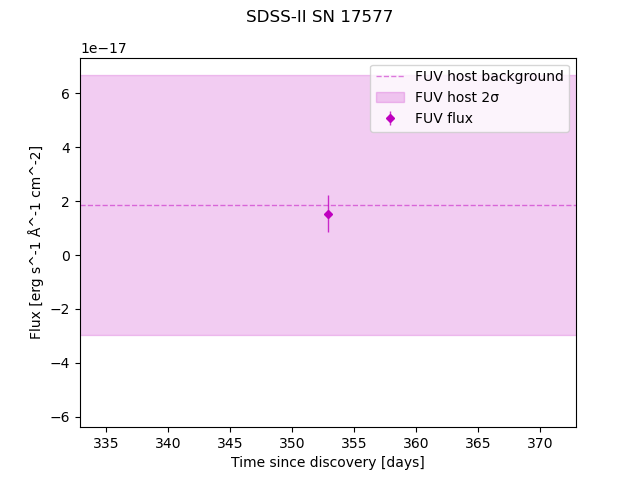 SDSS-II SN 17577
1e−17
FUV host background
FUV host 2σ
FUV flux
6
4
2
0
−2
−4
−6
Flux [erg s^-1 Å^-1 cm^-2]
335 340 345 350 355 360 365 370
Time since discovery [days]